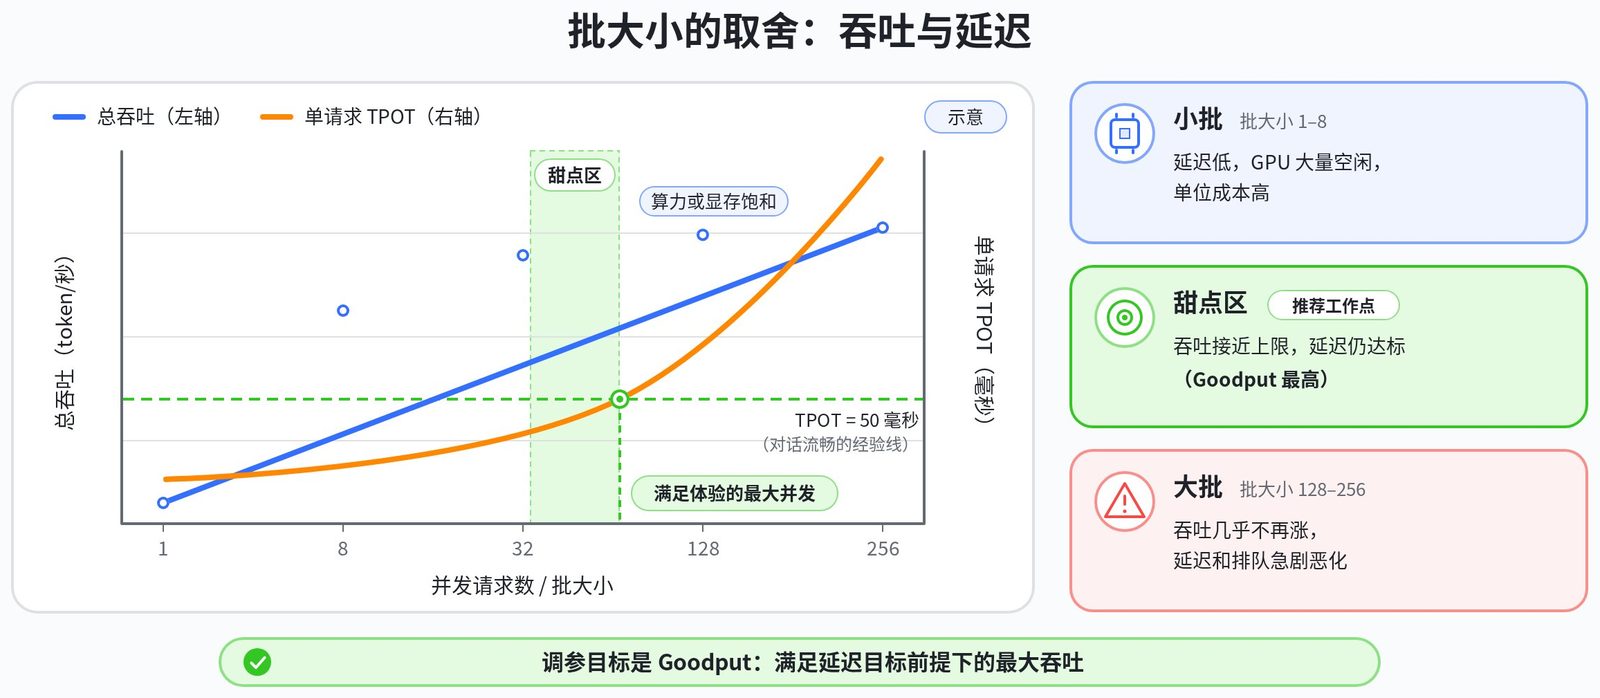 批大小的取舍：吞吐与延迟
总吞吐（左轴）
单请求 TPOT（右轴）
示意
甜点区
算力或显存饱和
总吞吐（token/秒）
单请求 TPOT（毫秒）
TPOT = 50 毫秒
（对话流畅的经验线）
满足体验的最大并发
1
8
32
128
256
并发请求数 / 批大小
小批 批大小 1–8
延迟低，GPU 大量空闲，
单位成本高
甜点区 推荐工作点
吞吐接近上限，延迟仍达标
（Goodput 最高）
大批 批大小 128–256
吞吐几乎不再涨，
延迟和排队急剧恶化
调参目标是 Goodput：满足延迟目标前提下的最大吞吐